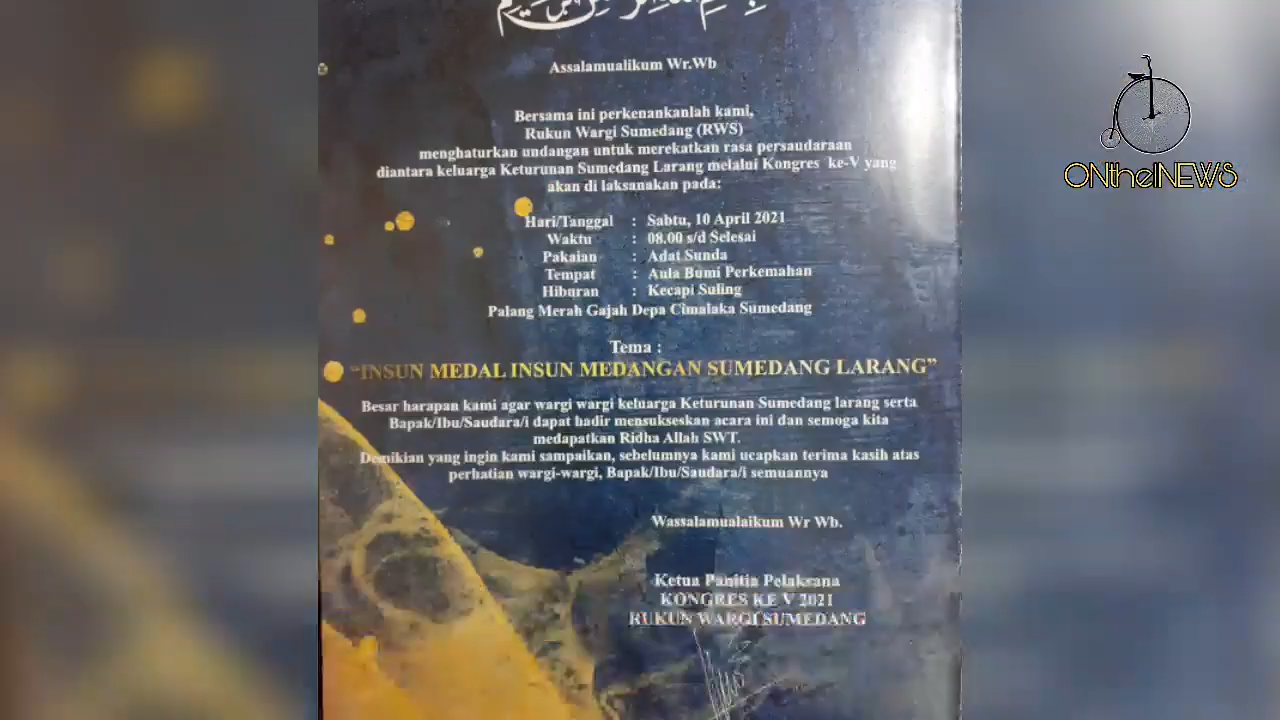 Assalamualikum Wr.Wb
Bersama ini perkenankanlah kami,
Rukun Wargi Sumedang (RWS)
menghaturkan undangan untuk merekatkan rasa persaudaraan
diantara keluarga Keturunan Sumedang Larang melalui Kongres ke-V yang
akan di laksanakan pada:
Hari/Tanggal : Sabtu, 10 April 2021
Waktu : 08.00 s/d Selesai
Pakaian : Adat Sunda
Tempat : Aula Bumi Perkemahan
Hiburan : Kecapi Suling
Palang Merah Gajah Depa Cimalaka Sumedang
Tema :
“INSUN MEDAL INSUN MEDANGAN SUMEDANG LARANG”
Besar harapan kami agar wargi wargi keluarga Keturunan Sumedang larang serta
Bapak/Ibu/Saudara/i dapat hadir mensukseskan acara ini dan semoga kita
medapatkan Ridha Allah SWT.
Demikian yang ingin kami sampaikan, sebelumnya kami ucapkan terima kasih atas
perhatian wargi-wargi, Bapak/Ibu/Saudara/i semuannya
Wassalamualaikum Wr Wb.
Ketua Panitia Pelaksana
KONGRES KE V 2021
RUKUN WARGI SUMEDANG
ONtheINEWS